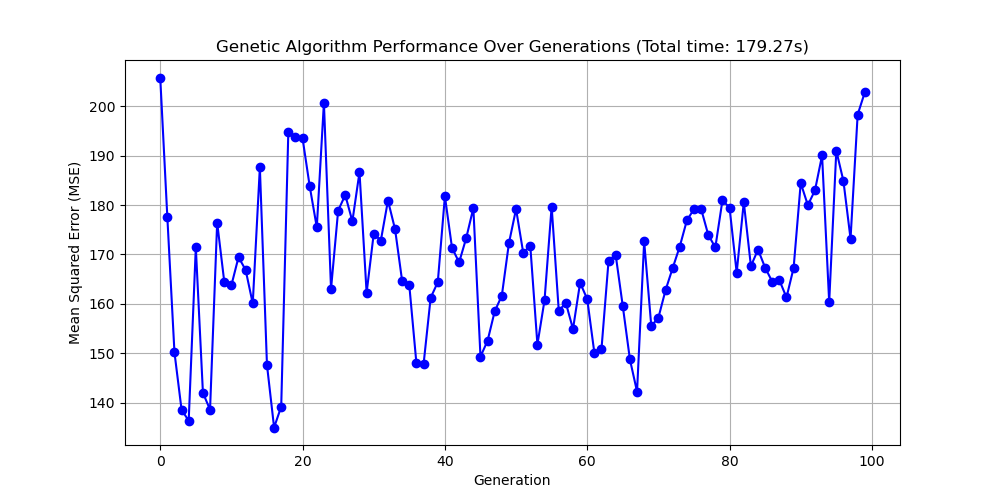 Genetic Algorithm Performance Over Generations (Total time: 179.27s)
Mean Squared Error (MSE)
200
190
180
170
160
150
140
0 20 40 60 80 100
Generation